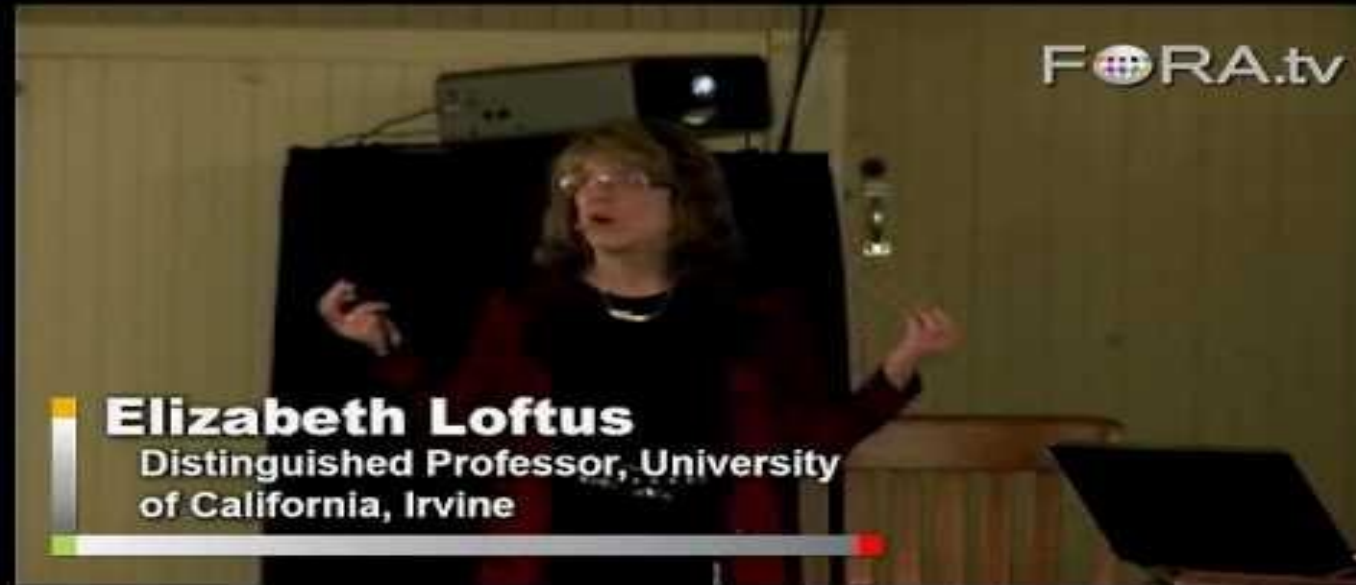 FORA.tv
Elizabeth Loftus
Distinguished Professor, University
of California, Irvine